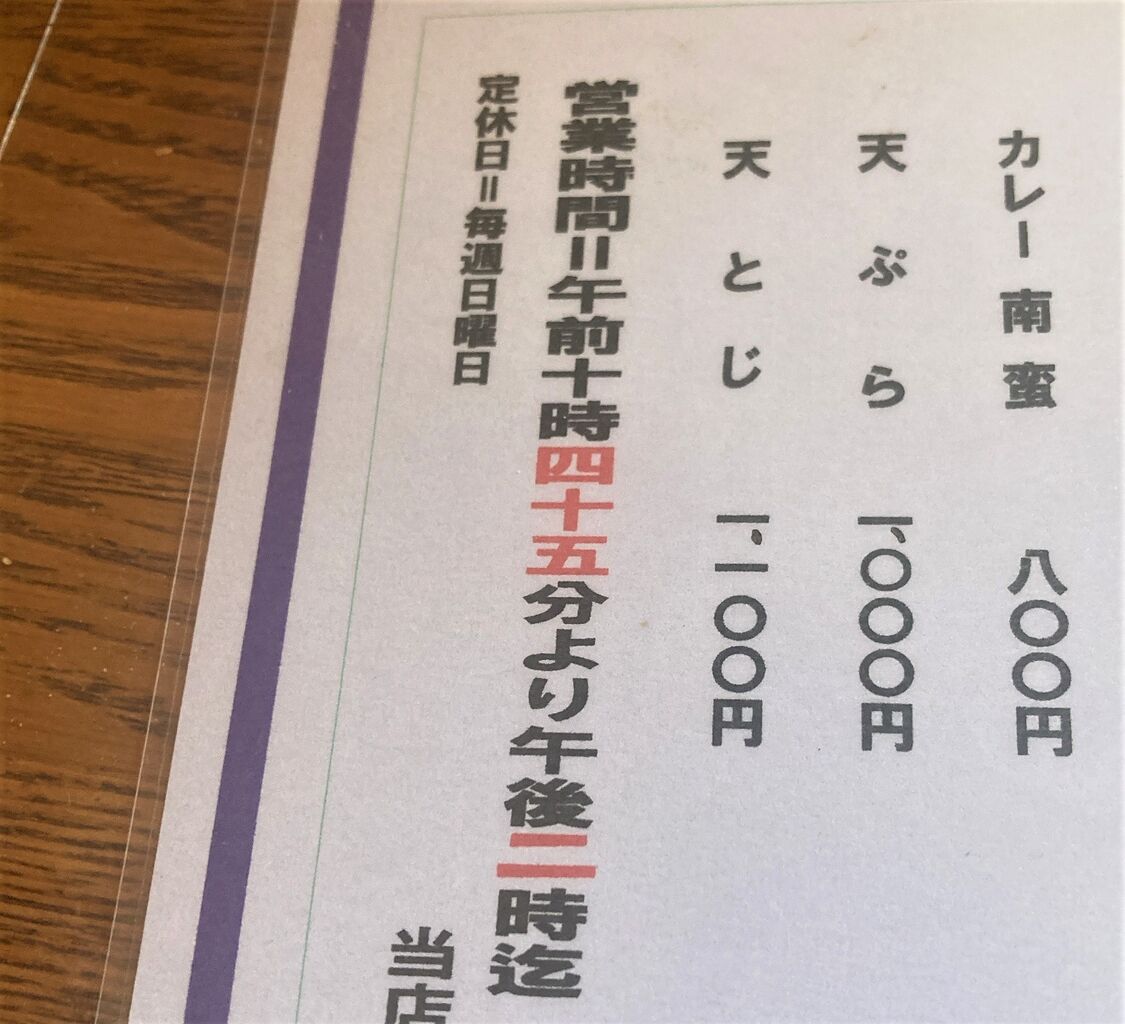 カレー南蛮 八〇〇円
天ぷら 一、〇〇〇円
天とじ 一、一〇〇円
営業時間=午前十時四十五分より午後二時迄
定休日=毎週日曜日
当店